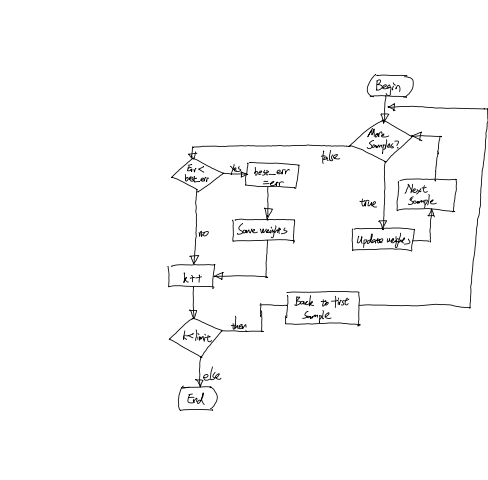 Begin
More
Samples?
false
true
Next
Sample
Update weights
Err <
best_err
Yes
best_err
= err
no
Save weights
k++
Back to first
Sample
k<limit
then
else
End